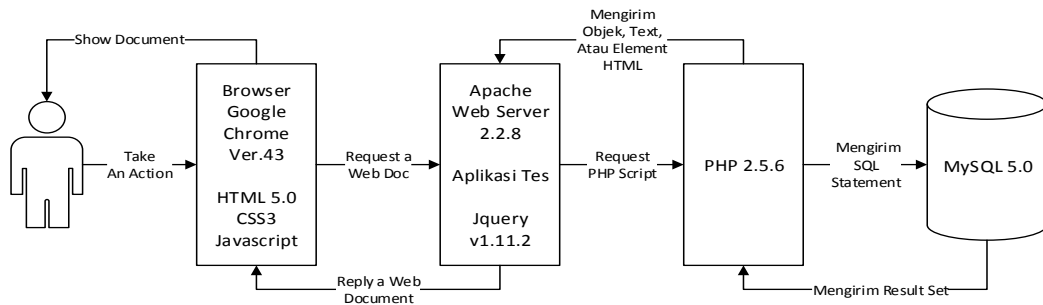 Show Document
Mengirim
Objek, Text,
Atau Element
HTML
Browser
Google
Chrome
Ver.43
HTML 5.0
CSS3
Javascript
Apache
Web Server
2.2.8
Aplikasi Tes
Jquery
v1.11.2
Take
An Action
Request a
Web Doc
Request
PHP Script
PHP 2.5.6
Mengirim
SQL
Statement
MySQL 5.0
Reply a Web
Document
Mengirim Result Set